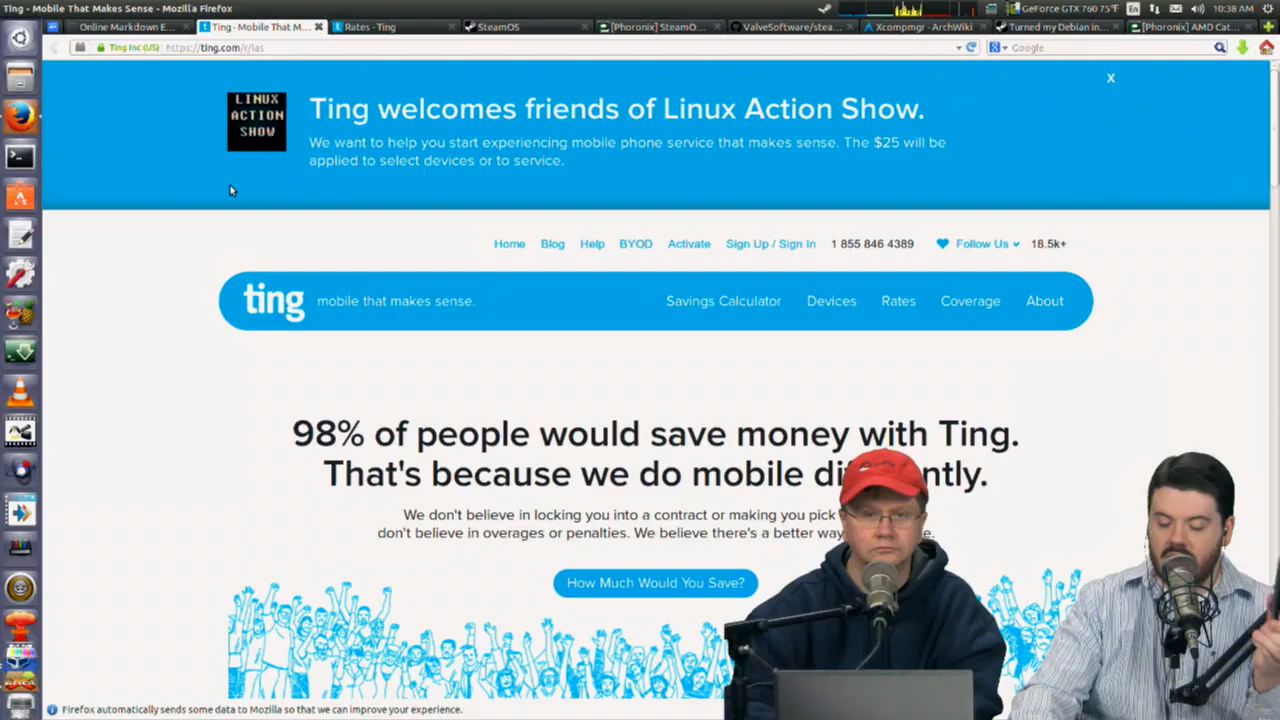 Ting - Mobile That Makes Sense - Mozilla Firefox
GeForce GTX 760 75°F
En
10:38 AM
Online Markdown E...
Ting - Mobile That M...
Rates - Ting
SteamOS
[Phoronix] SteamO...
ValveSoftware/stea...
Xcompmgr - ArchWiki
Turned my Debian in...
[Phoronix] AMD Cat...
Ting Inc (US)
https://ting.com/r/las
Google
LINUX
ACTION
SHOW
Ting welcomes friends of Linux Action Show.
We want to help you start experiencing mobile phone service that makes sense. The $25 will be
applied to select devices or to service.
X
Home
Blog
Help
BYOD
Activate
Sign Up / Sign In
1 855 846 4389
Follow Us
18.5k+
ting
mobile that makes sense.
Savings Calculator
Devices
Rates
Coverage
About
98% of people would save money with Ting.
That's because we do mobile di ntly.
We don't believe in locking you into a contract or making you pick
don't believe in overages or penalties. We believe there's a better way
How Much Would You Save?
Firefox automatically sends some data to Mozilla so that we can improve your experience.